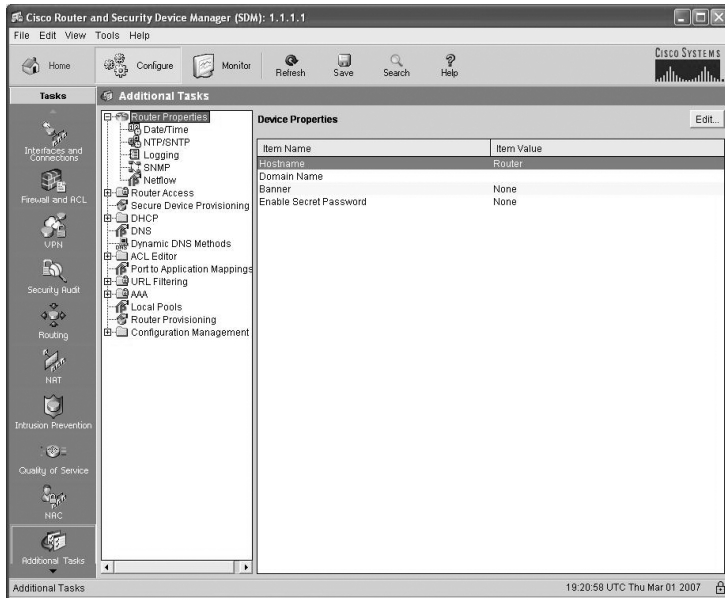 Cisco Router and Security Device Manager (SDM): 1.1.1.1
File Edit View Tools Help
Home
Configure
Monitor
Refresh
Save
Search
Help
CISCO SYSTEMS
Tasks
Additional Tasks
Interfaces and
Connections
Firewall and ACL
VPN
Security Audit
Routing
NAT
Intrusion Prevention
Quality of Service
NAC
Additional Tasks
Router Properties
Date/Time
NTP/SNTP
Logging
SNMP
Netflow
Router Access
Secure Device Provisioning
DHCP
DNS
Dynamic DNS Methods
ACL Editor
Port to Application Mappings
URL Filtering
AAA
Local Pools
Router Provisioning
Configuration Management
Device Properties
Edit...
Item Name Item Value
Hostname Router
Domain Name
Banner None
Enable Secret Password None
Additional Tasks
19:20:58 UTC Thu Mar 01 2007